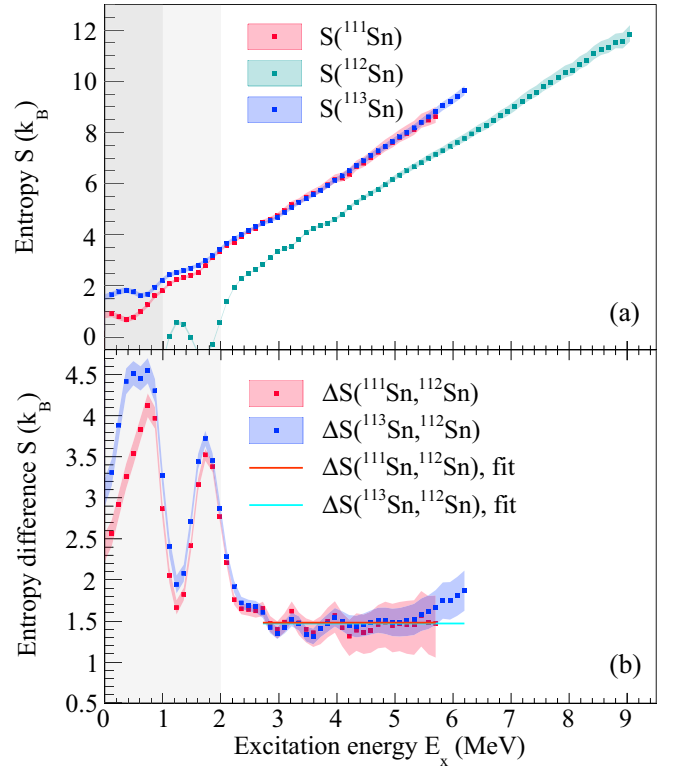 12
10
8
6
4
2
0
Entropy S (k_B)
S(¹¹¹Sn)
S(¹¹²Sn)
S(¹¹³Sn)
(a)
4.5
4
3.5
3
2.5
2
1.5
1
0.5
Entropy difference S (k_B)
ΔS(¹¹¹Sn,¹¹²Sn)
ΔS(¹¹³Sn,¹¹²Sn)
ΔS(¹¹¹Sn,¹¹²Sn), fit
ΔS(¹¹³Sn,¹¹²Sn), fit
(b)
0 1 2 3 4 5 6 7 8 9
Excitation energy E_x (MeV)